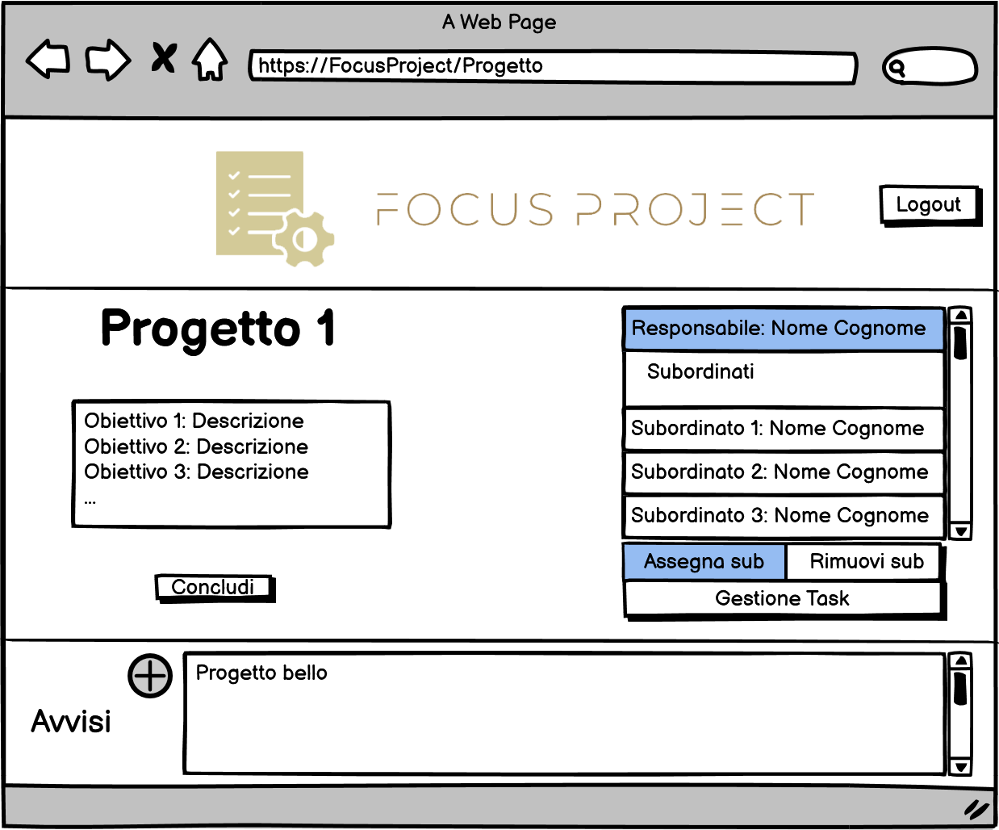 A Web Page
https://FocusProject/Progetto
FOCUS PROJECT
Logout
Progetto 1
Obiettivo 1: Descrizione
Obiettivo 2: Descrizione
Obiettivo 3: Descrizione
...
Concludi
Responsabile: Nome Cognome
Subordinati
Subordinato 1: Nome Cognome
Subordinato 2: Nome Cognome
Subordinato 3: Nome Cognome
Assegna sub
Rimuovi sub
Gestione Task
Avvisi
Progetto bello